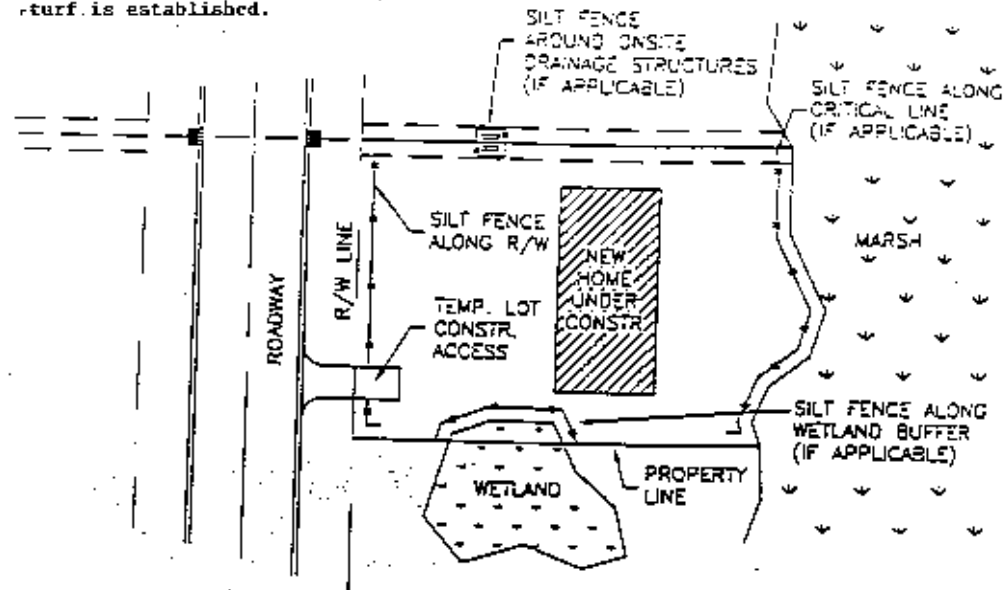 turf is established.
SILT FENCE
AROUND ONSITE
DRAINAGE STRUCTURES
(IF APPLICABLE)
SILT FENCE ALONG
CRITICAL LINE
(IF APPLICABLE)
SILT FENCE
ALONG R/W
R/W LINE
MARSH
NEW
HOME
UNDER
CONSTR
ROADWAY
TEMP. LOT
CONSTR.
ACCESS
SILT FENCE ALONG
WETLAND BUFFER
(IF APPLICABLE)
PROPERTY
LINE
WETLAND